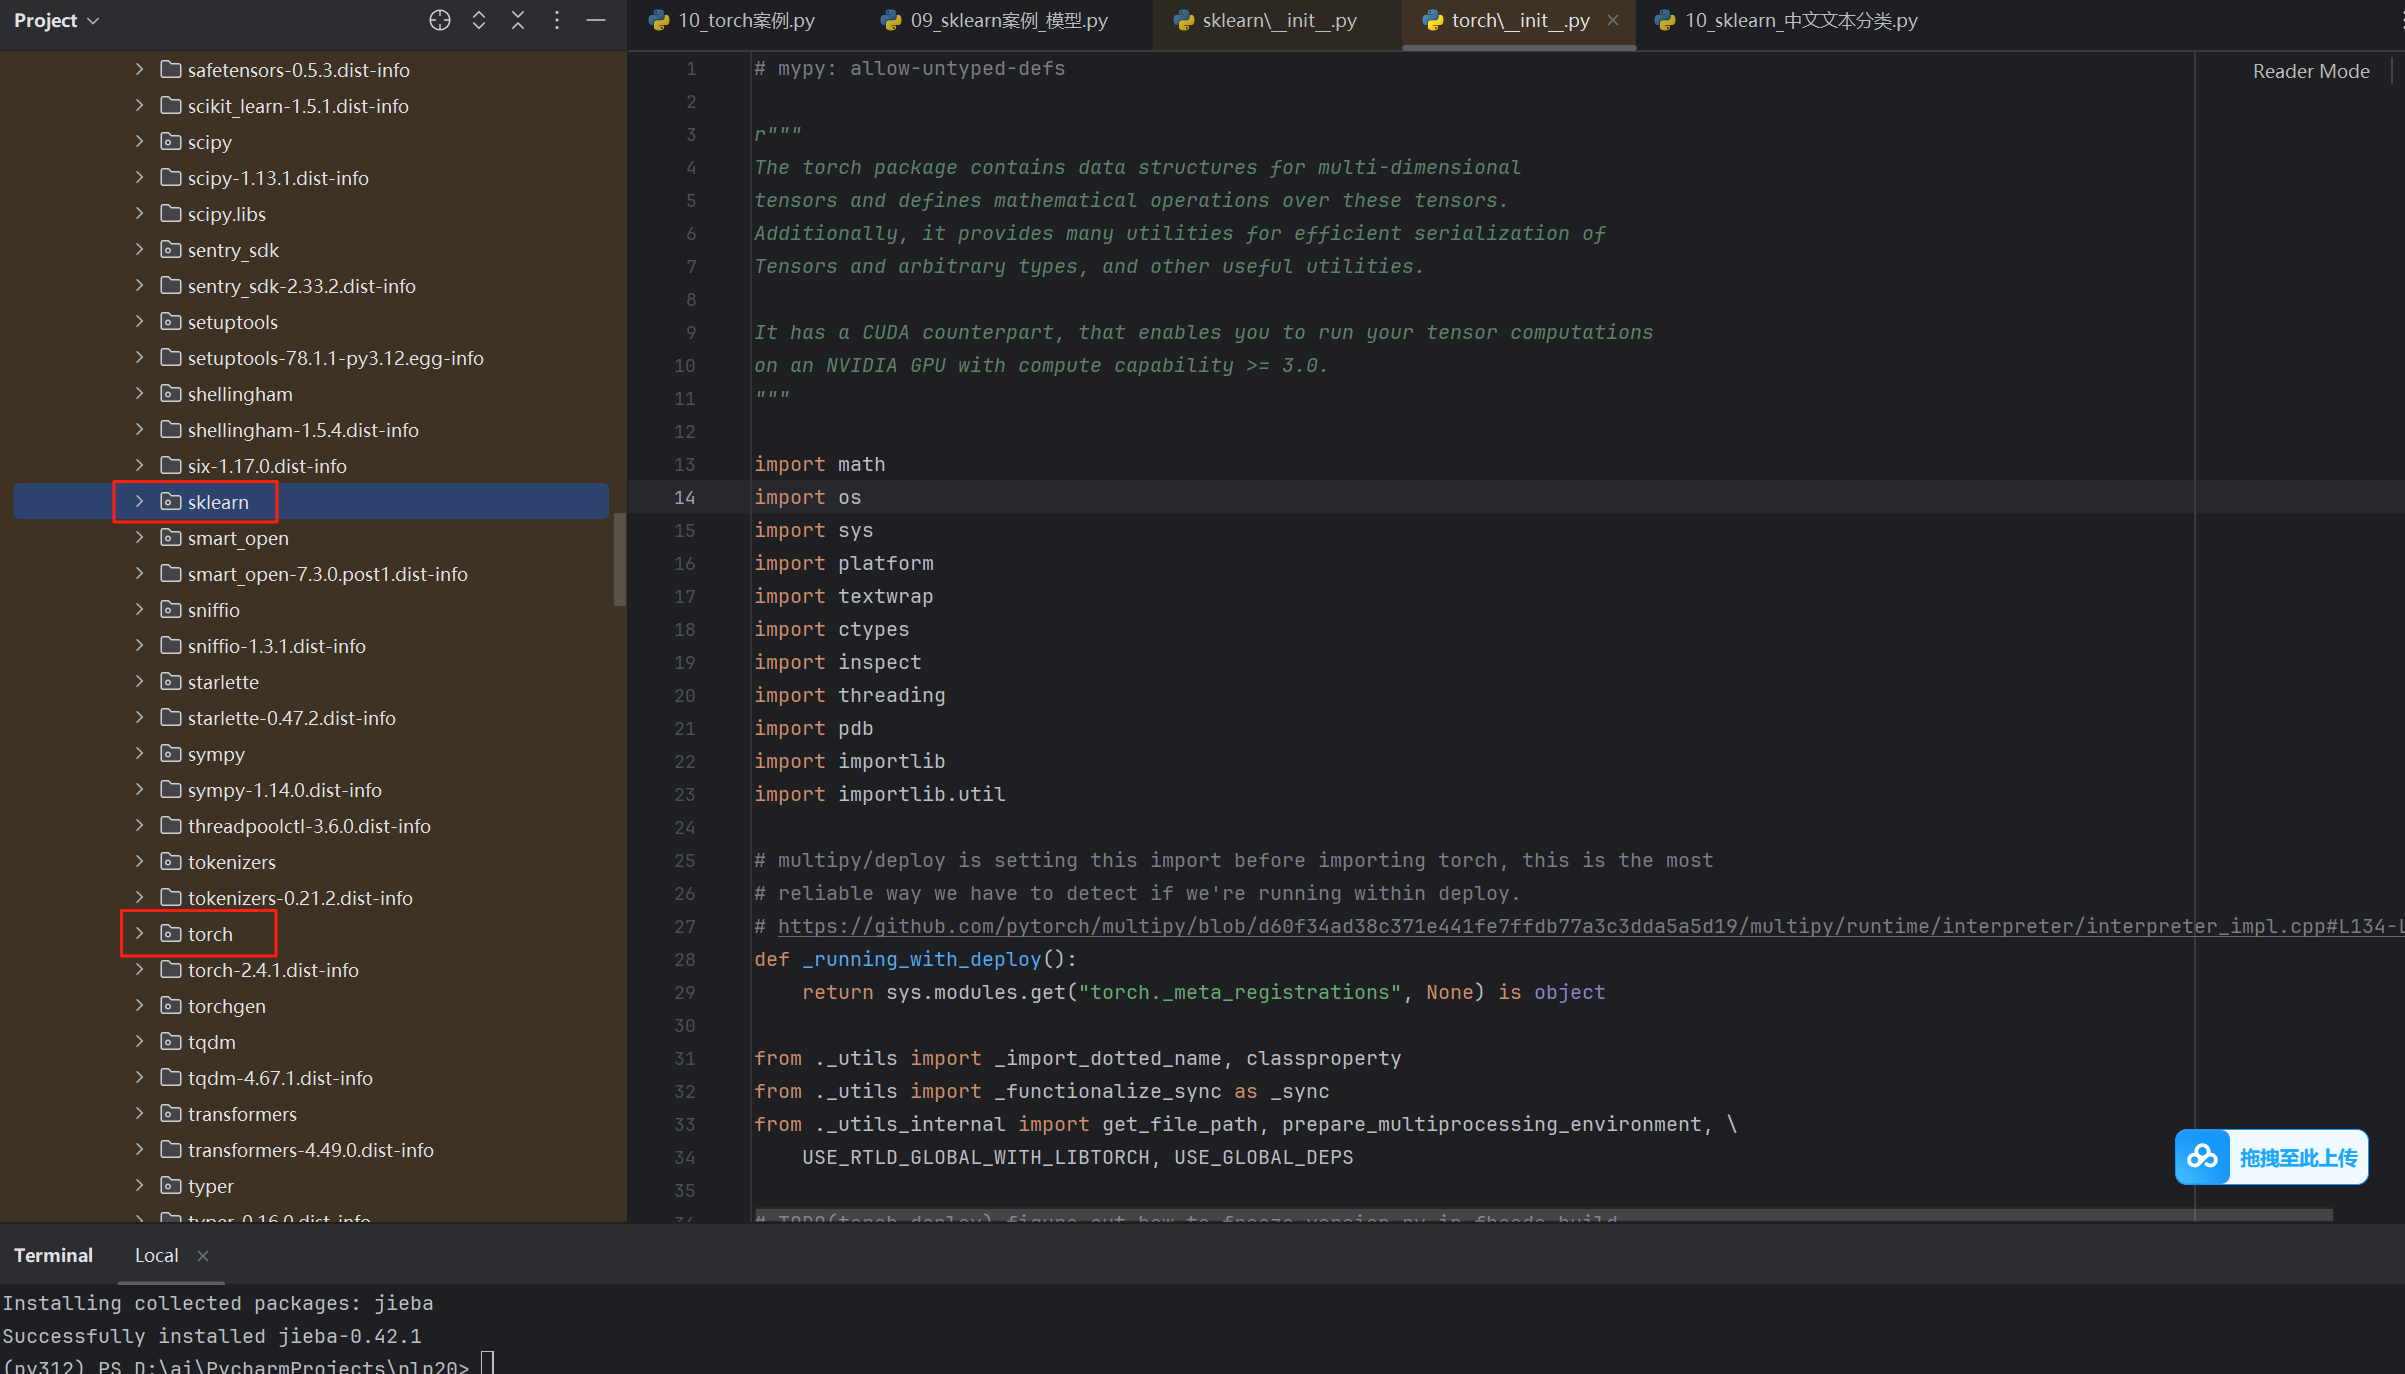 Project
10_torch案例.py
09_sklearn案例_模型.py
sklearn\__init__.py
torch\__init__.py
10_sklearn_中文文本分类.py
safetensors-0.5.3.dist-info
scikit_learn-1.5.1.dist-info
scipy
scipy-1.13.1.dist-info
scipy.libs
sentry_sdk
sentry_sdk-2.33.2.dist-info
setuptools
setuptools-78.1.1-py3.12.egg-info
shellingham
shellingham-1.5.4.dist-info
six-1.17.0.dist-info
sklearn
smart_open
smart_open-7.3.0.post1.dist-info
sniffio
sniffio-1.3.1.dist-info
starlette
starlette-0.47.2.dist-info
sympy
sympy-1.14.0.dist-info
threadpoolctl-3.6.0.dist-info
tokenizers
tokenizers-0.21.2.dist-info
torch
torch-2.4.1.dist-info
torchgen
tqdm
tqdm-4.67.1.dist-info
transformers
transformers-4.49.0.dist-info
typer
typer-0.16.0.dist-info
Reader Mode
1 # mypy: allow-untyped-defs
2
3 r"""
4 The torch package contains data structures for multi-dimensional
5 tensors and defines mathematical operations over these tensors.
6 Additionally, it provides many utilities for efficient serialization of
7 Tensors and arbitrary types, and other useful utilities.
8
9 It has a CUDA counterpart, that enables you to run your tensor computations
10 on an NVIDIA GPU with compute capability >= 3.0.
11 """
12
13 import math
14 import os
15 import sys
16 import platform
17 import textwrap
18 import ctypes
19 import inspect
20 import threading
21 import pdb
22 import importlib
23 import importlib.util
24
25 # multipy/deploy is setting this import before importing torch, this is the most
26 # reliable way we have to detect if we're running within deploy.
27 # https://github.com/pytorch/multipy/blob/d60f34ad38c371e441fe7ffdb77a3c3dda5a5d19/multipy/runtime/interpreter/interpreter_impl.cpp#L134-L
28 def _running_with_deploy():
29 return sys.modules.get("torch._meta_registrations", None) is object
30
31 from ._utils import _import_dotted_name, classproperty
32 from ._utils import _functionalize_sync as _sync
33 from ._utils_internal import get_file_path, prepare_multiprocessing_environment, \
34 USE_RTLD_GLOBAL_WITH_LIBTORCH, USE_GLOBAL_DEPS
35
拖拽至此上传
Terminal
Local
Installing collected packages: jieba
Successfully installed jieba-0.42.1
(py312) PS D:\ai\PycharmProjects\nlp20>